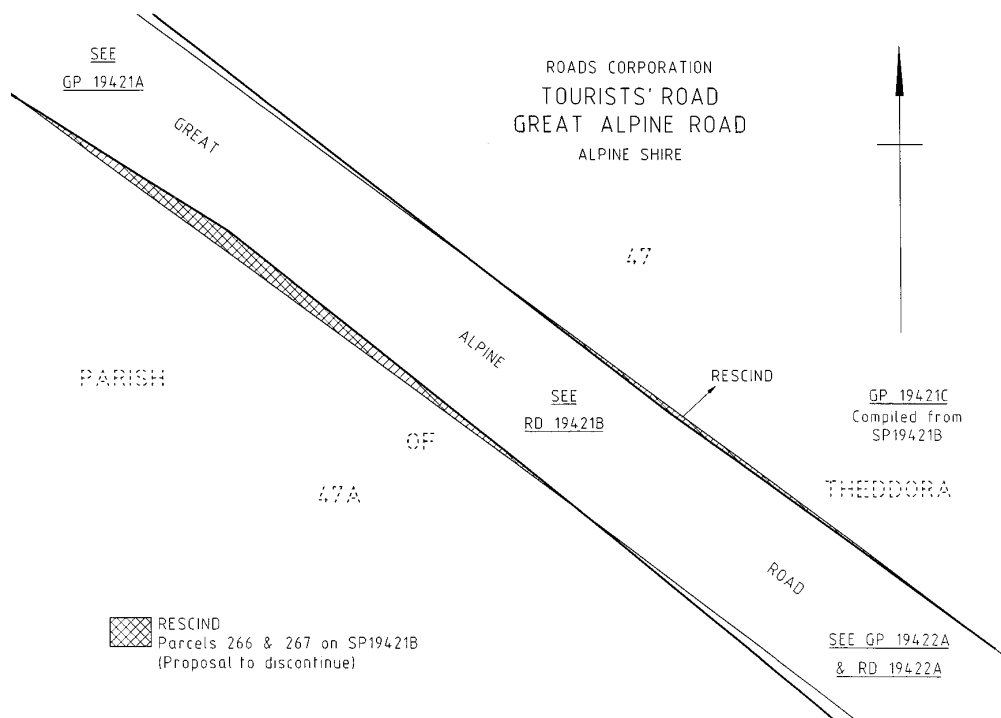 SEE
GP 19421A
GREAT
ROADS CORPORATION
TOURISTS' ROAD
GREAT ALPINE ROAD
ALPINE SHIRE
47
ALPINE
RESCIND
PARISH
SEE
RD 19421B
GP 19421C
Compiled from
SP19421B
OF
47A
THEDDORA
ROAD
RESCIND
Parcels 266 & 267 on SP19421B
(Proposal to discontinue)
SEE GP 19422A
& RD 19422A